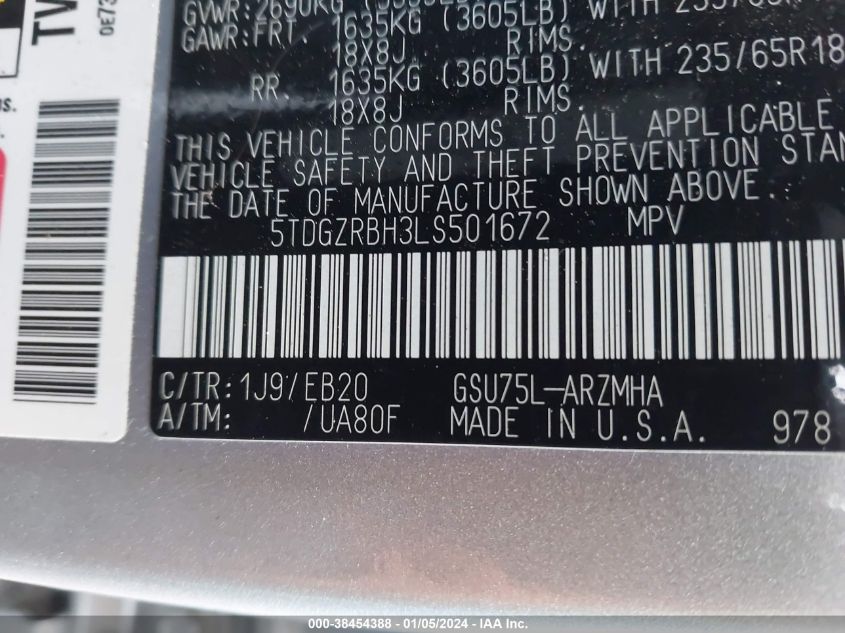 GVWR:2690KG
GAWR:FRT 1635KG (3605LB) WITH
18X8J RIMS.
RR. 1635KG (3605LB) WITH 235/65R18
18X8J RIMS.
THIS VEHICLE CONFORMS TO ALL APPLICABLE
VEHICLE SAFETY AND THEFT PREVENTION STAN
THE DATE OF MANUFACTURE SHOWN ABOVE.
5TDGZRBH3LS501672 MPV
C/TR: 1J9/EB20 GSU75L-ARZMHA
A/TM: /UA80F MADE IN U.S.A. 978
000-38454388 - 01/05/2024 - IAA Inc.